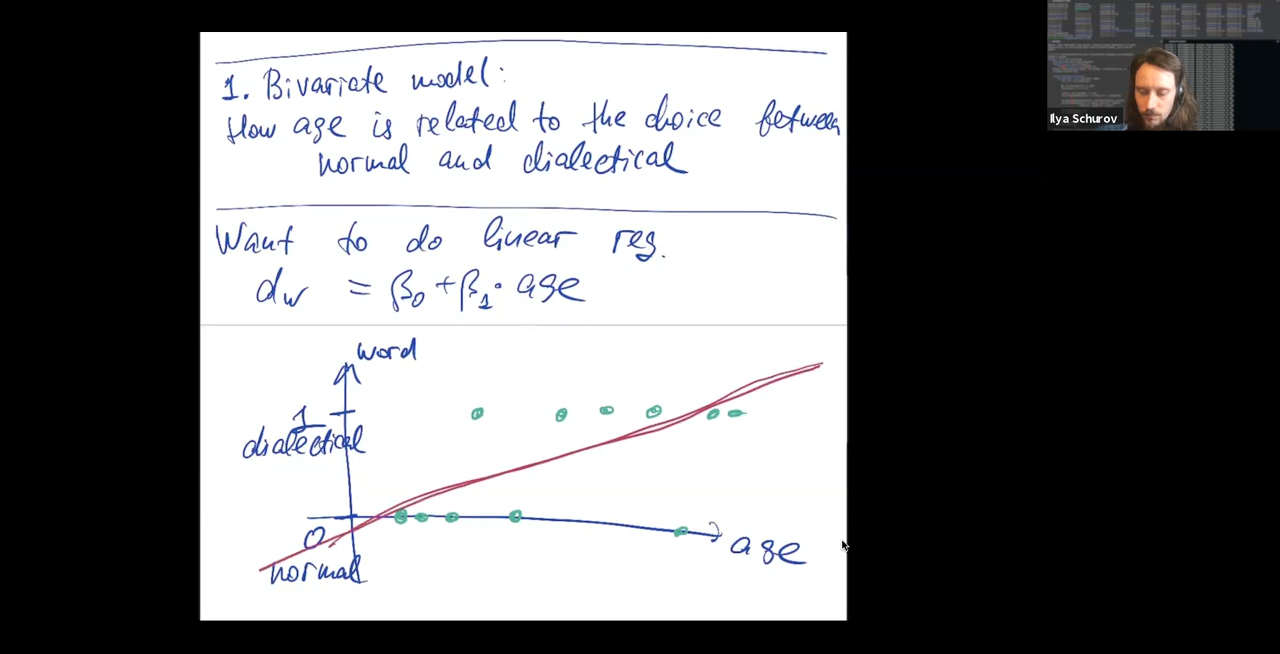 1. Bivariate model:
How age is related to the choice between
normal and dialectical
Want to do linear reg.
dw = β₀ + β₁· age
word
1
dialectical
0
normal
age
Ilya Schurov